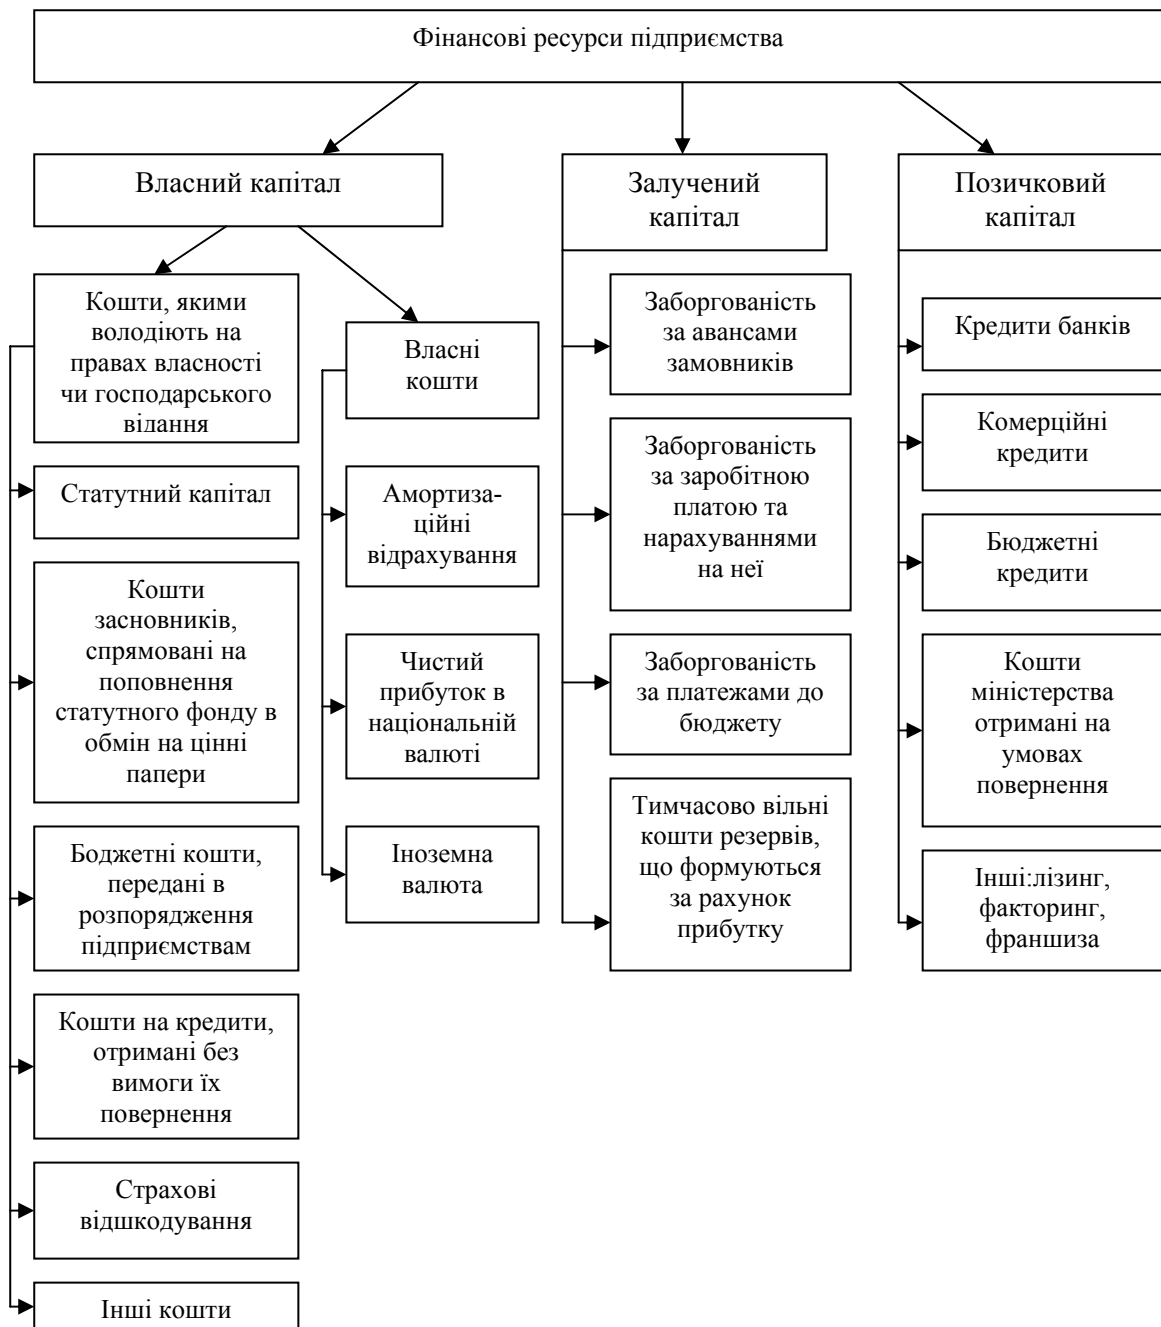 Фінансові ресурси підприємства
Власний капітал
Залучений
капітал
Позичковий
капітал
Кошти, якими
володіють на
правах власності
чи господарського
відання
Статутний капітал
Кошти
засновників,
спрямовані на
поповнення
статутного фонду в
обмін на цінні
папери
Боджетні кошти,
передані в
розпорядження
підприємствам
Кошти на кредити,
отримані без
вимоги їх
повернення
Страхові
відшкодування
Інші кошти
Власні
кошти
Амортиза-
ційні
відрахування
Чистий
прибуток в
національній
валюті
Іноземна
валюта
Заборгованість
за авансами
замовників
Заборгованість
за заробітною
платою та
нарахуваннями
на неї
Заборгованість
за платежами до
бюджету
Тимчасово вільні
кошти резервів,
що формуються
за рахунок
прибутку
Кредити банків
Комерційні
кредити
Бюджетні
кредити
Кошти
міністерства
отримані на
умовах
повернення
Інші:лізинг,
факторинг,
франшиза